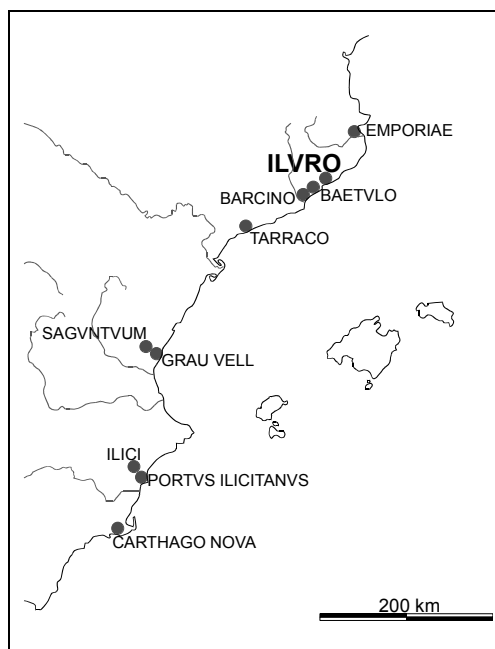 EMPORIAE
ILVRO
BARCINO
BAETVLO
TARRACO
SAGVNTVUM
GRAU VELL
ILICI
PORTVS ILICITANVS
CARTHAGO NOVA
200 km